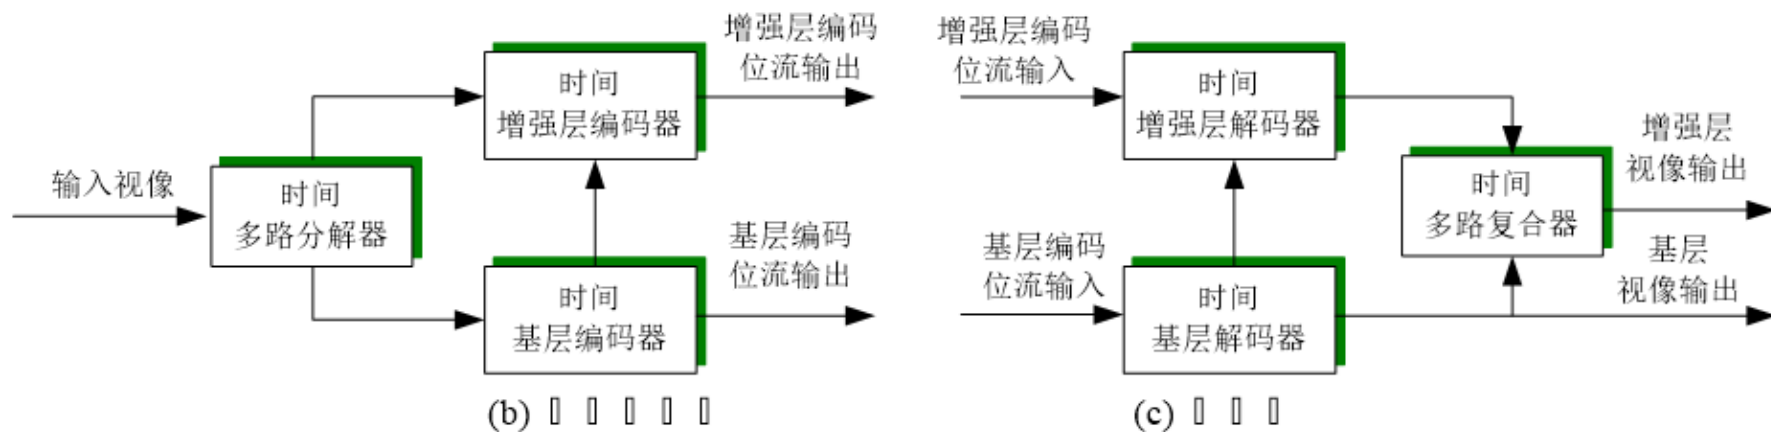 增强层编码
位流输出
时间
增强层编码器
输入视像
时间
多路分解器
基层编码
位流输出
时间
基层编码器
(b)
增强层编码
位流输入
时间
增强层解码器
增强层
视像输出
时间
多路复合器
基层编码
位流输入
基层
视像输出
时间
基层解码器
(c)